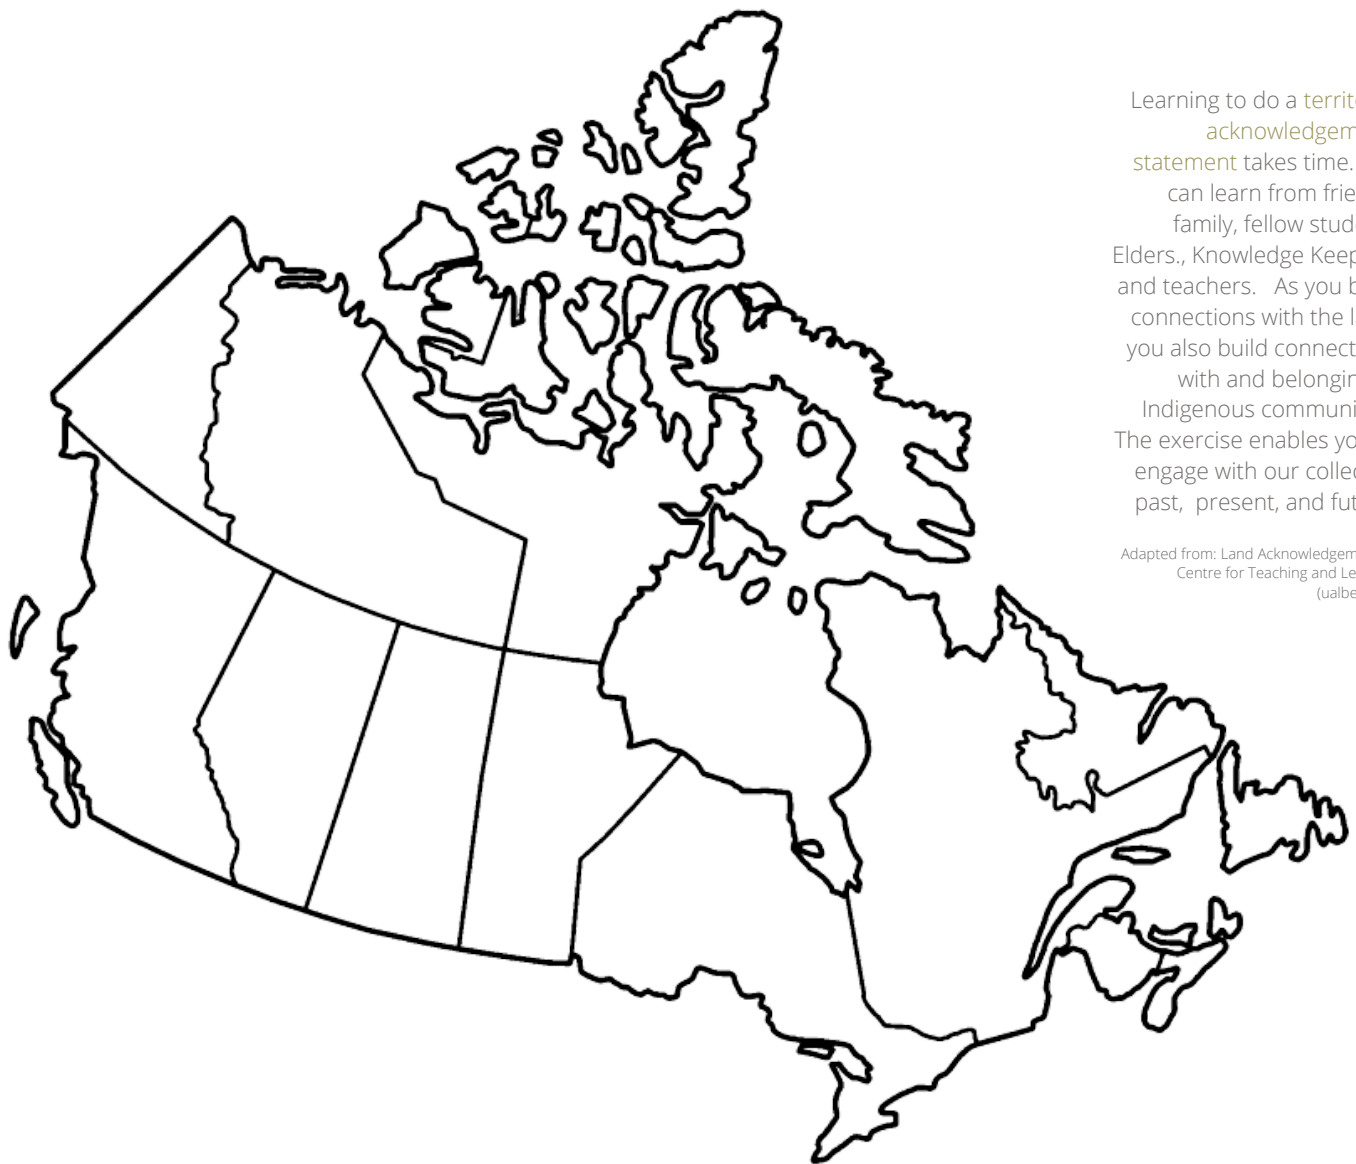 Learning to do a territ
acknowledgem
statement takes time.
can learn from frie
family, fellow stud
Elders., Knowledge Keep
and teachers. As you b
connections with the l
you also build connect
with and belongin
Indigenous communi
The exercise enables yo
engage with our collec
past, present, and fut
Adapted from: Land Acknowledgem
Centre for Teaching and Le
(ualbe